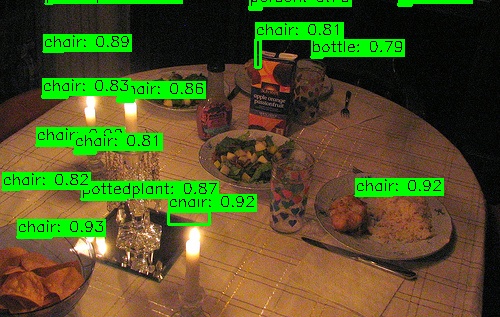 chair: 0.81
chair: 0.89
bottle: 0.79
chair: 0.83
hair: 0.86
chair: 0.81
chair: 0.82
pottedplant: 0.87
chair: 0.92
chair: 0.92
chair: 0.93
apple orange
passionfruit